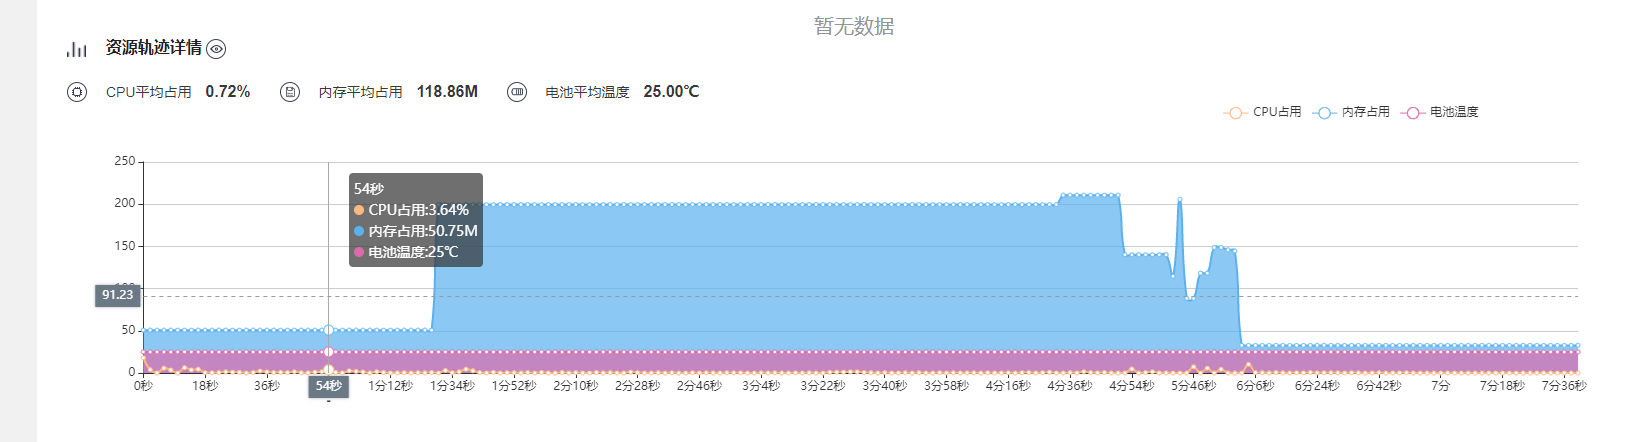 暂无数据
资源轨迹详情
CPU平均占用 0.72% 内存平均占用 118.86M 电池平均温度 25.00℃
CPU占用 内存占用 电池温度
250
200
150
100
50
0
54秒
CPU占用:3.64%
内存占用:50.75M
电池温度:25℃
91.23
0秒 18秒 36秒 54秒 1分12秒 1分34秒 1分52秒 2分10秒 2分28秒 2分46秒 3分4秒 3分22秒 3分40秒 3分58秒 4分16秒 4分36秒 4分54秒 5分46秒 6分6秒 6分24秒 6分42秒 7分 7分18秒 7分36秒
-